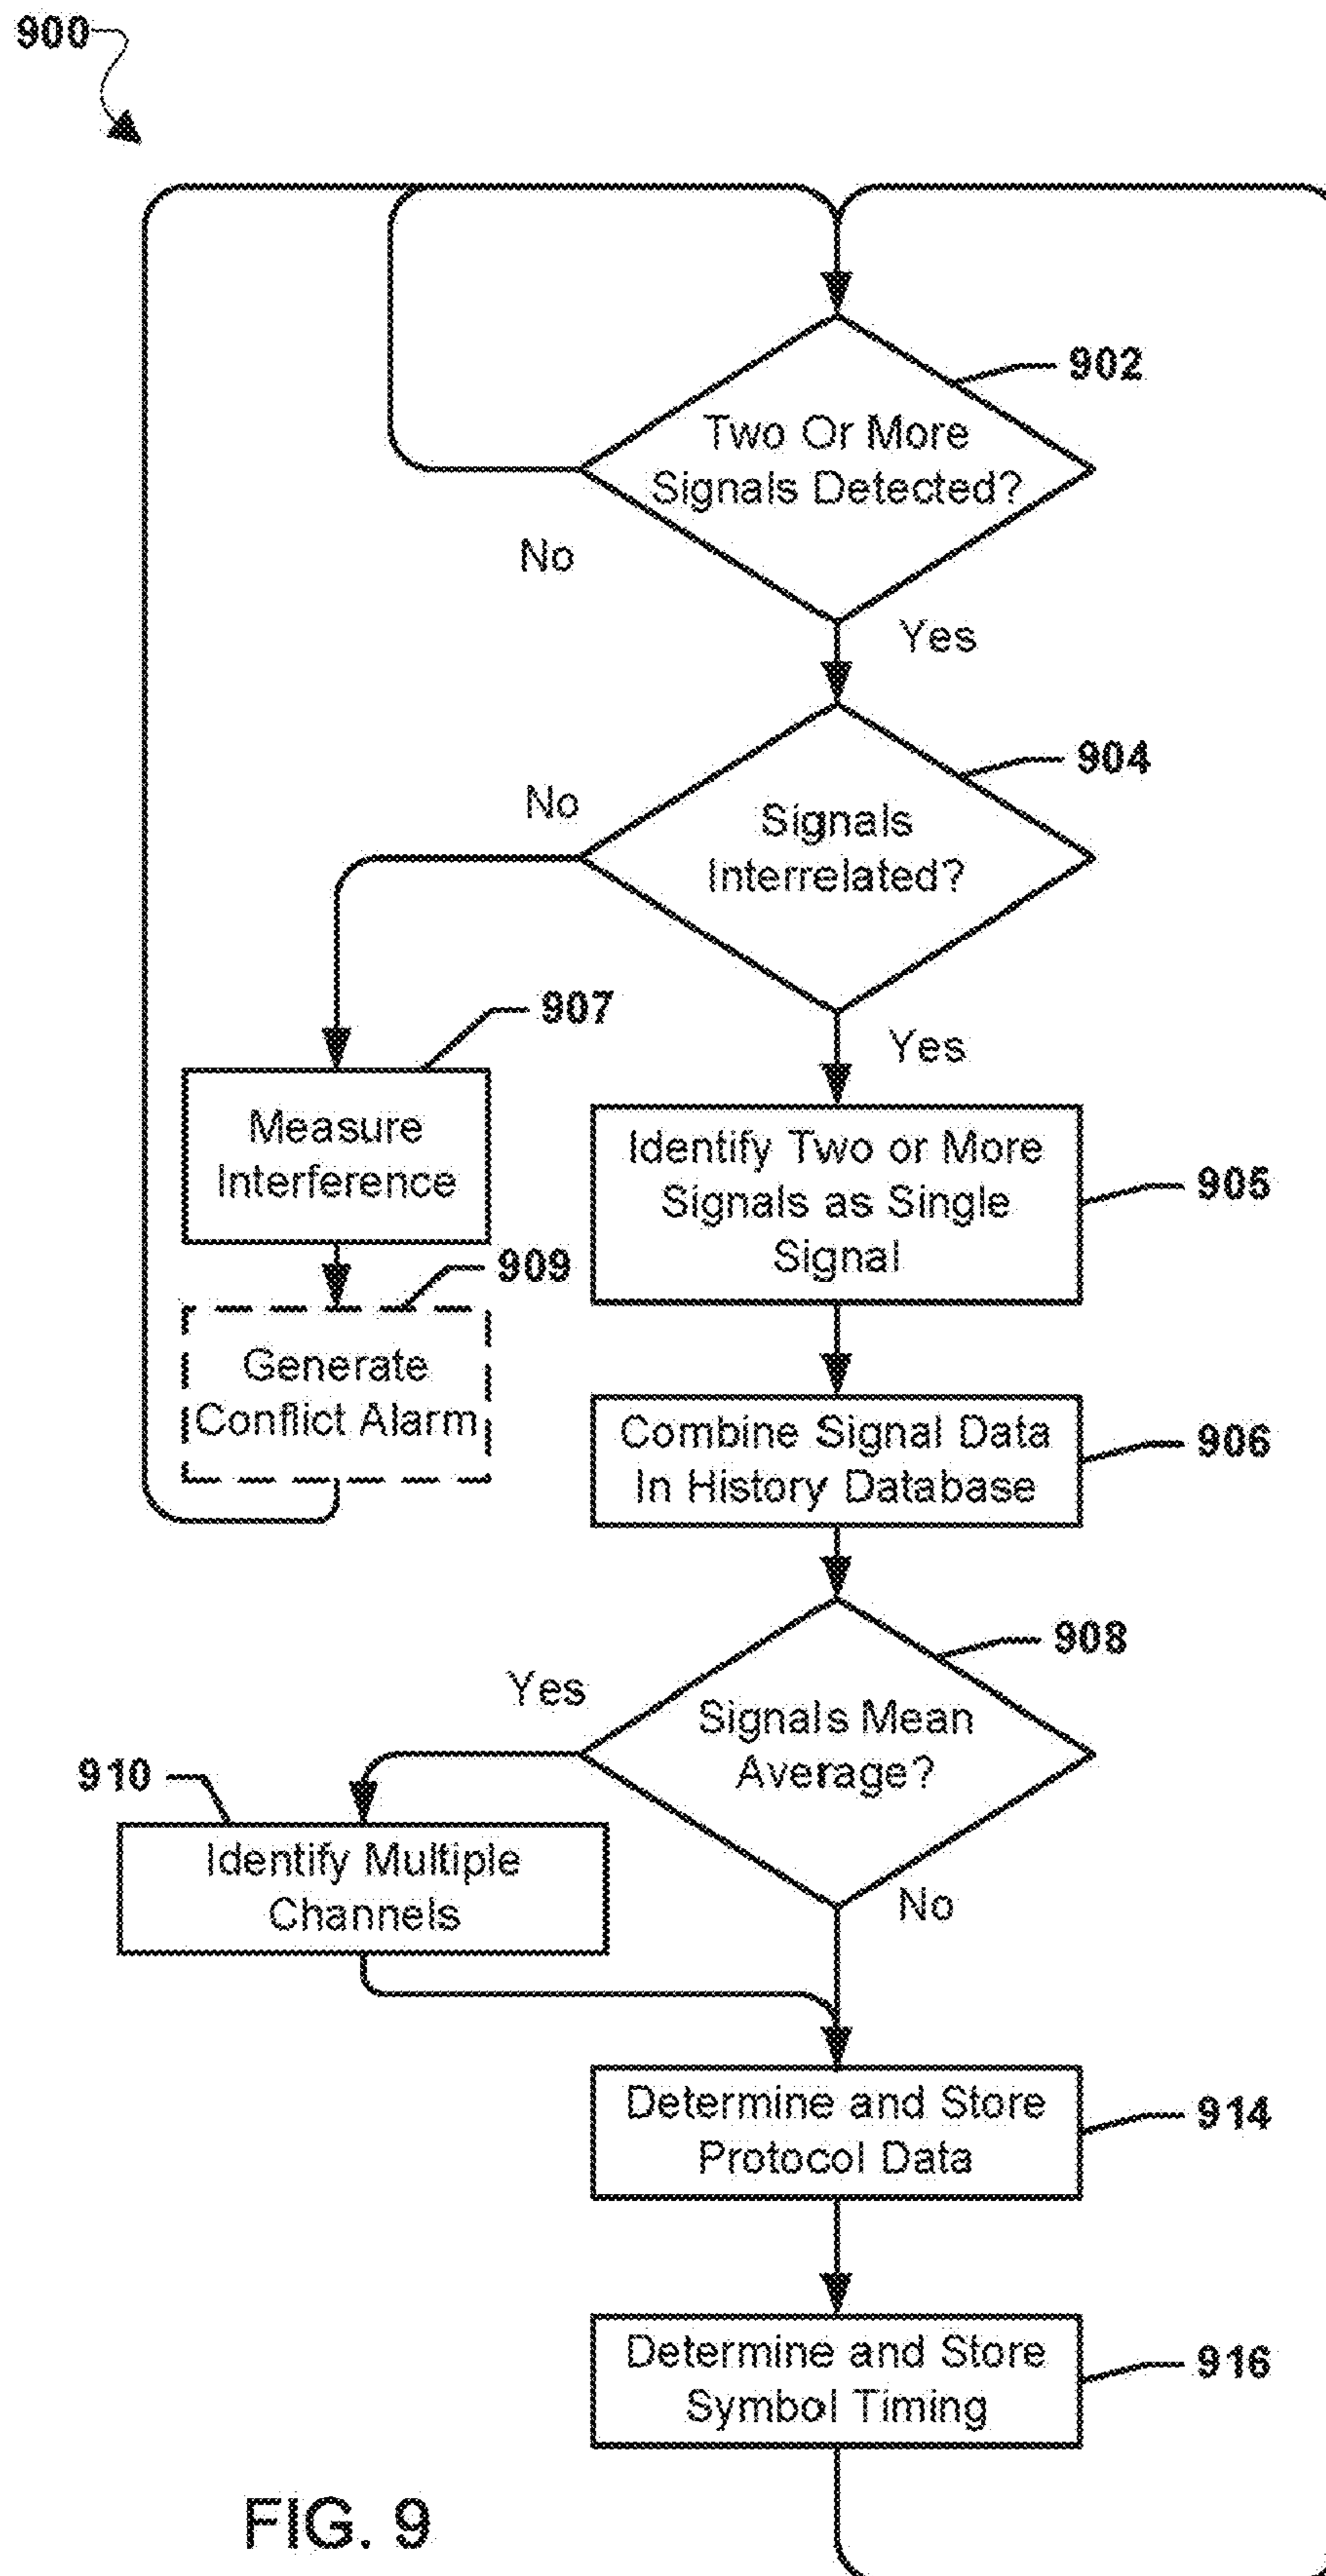 900
902
Two Or More
Signals Detected?
No
Yes
904
No
Signals
Interrelated?
907
Yes
Measure
Interference
Identify Two or More
Signals as Single
Signal
905
909
Generate
Conflict Alarm
Combine Signal Data
In History Database
906
908
Yes
Signals Mean
Average?
910
Identify Multiple
Channels
No
Determine and Store
Protocol Data
914
Determine and Store
Symbol Timing
916
FIG. 9